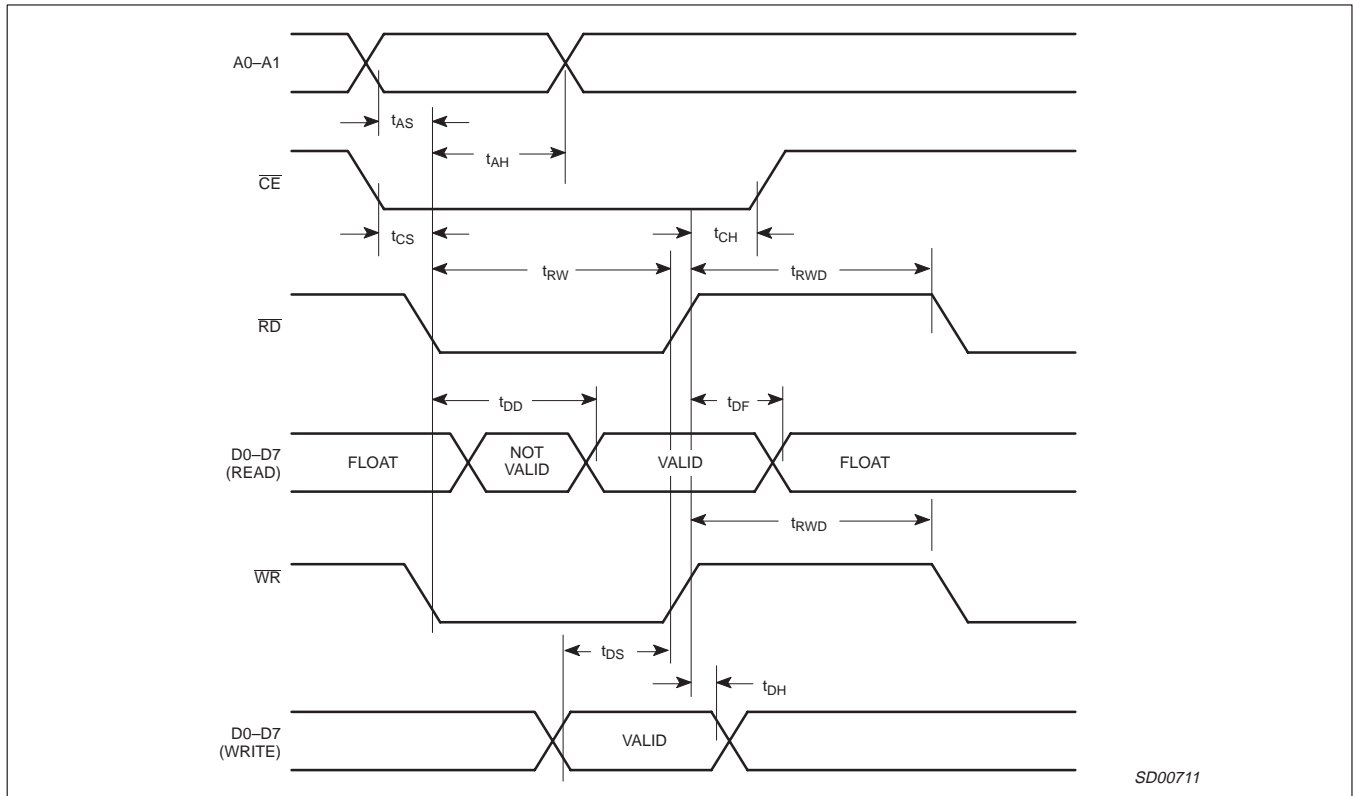 A0–A1
tAS
tAH
CE
tCS
tCH
tRW
tRWD
RD
tDD
tDF
D0–D7
(READ)
FLOAT
NOT
VALID
VALID
FLOAT
tRWD
WR
tDS
tDH
D0–D7
(WRITE)
VALID
SD00711